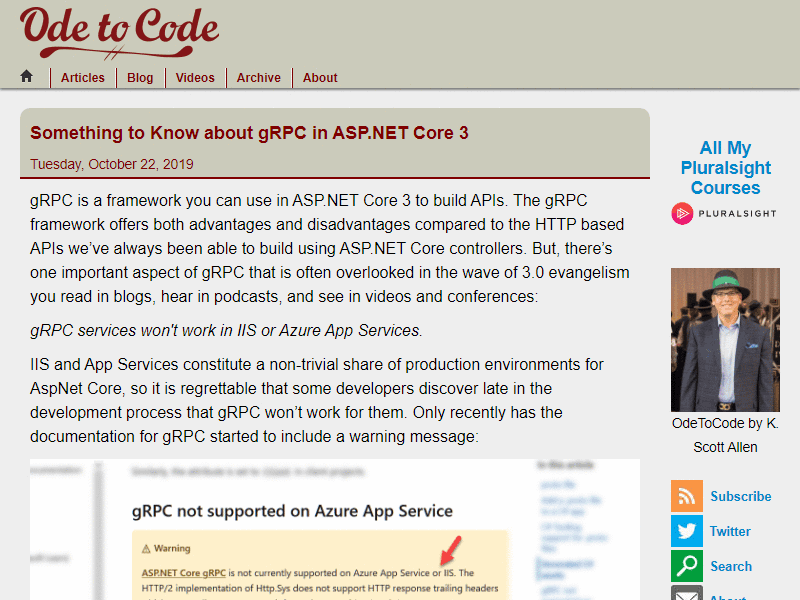 Ode to Code
Articles
Blog
Videos
Archive
About
Something to Know about gRPC in ASP.NET Core 3
Tuesday, October 22, 2019
gRPC is a framework you can use in ASP.NET Core 3 to build APIs. The gRPC
framework offers both advantages and disadvantages compared to the HTTP based
APIs we’ve always been able to build using ASP.NET Core controllers. But, there’s
one important aspect of gRPC that is often overlooked in the wave of 3.0 evangelism
you read in blogs, hear in podcasts, and see in videos and conferences:
gRPC services won't work in IIS or Azure App Services.
IIS and App Services constitute a non-trivial share of production environments for
AspNet Core, so it is regrettable that some developers discover late in the
development process that gRPC won’t work for them. Only recently has the
documentation for gRPC started to include a warning message:
gRPC not supported on Azure App Service
Warning
ASP.NET Core gRPC is not currently supported on Azure App Service or IIS. The
HTTP/2 implementation of Http.Sys does not support HTTP response trailing headers
All My
Pluralsight
Courses
PLURALSIGHT
OdeToCode by K.
Scott Allen
Subscribe
Twitter
Search
About